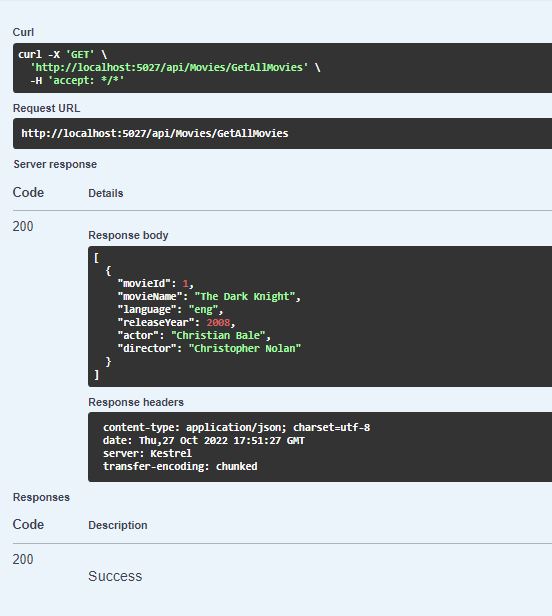 Curl
curl -X 'GET' \
'http://localhost:5027/api/Movies/GetAllMovies' \
-H 'accept: */*'
Request URL
http://localhost:5027/api/Movies/GetAllMovies
Server response
Code Details
200
Response body
[
{
"movieId": 1,
"movieName": "The Dark Knight",
"language": "eng",
"releaseYear": 2008,
"actor": "Christian Bale",
"director": "Christopher Nolan"
}
]
Response headers
content-type: application/json; charset=utf-8
date: Thu,27 Oct 2022 17:51:27 GMT
server: Kestrel
transfer-encoding: chunked
Responses
Code Description
200
Success